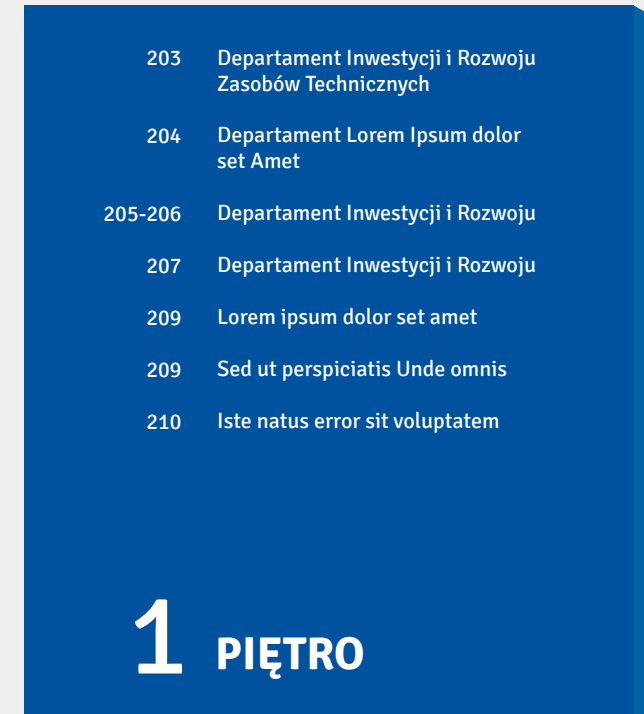 203 Departament Inwestycji i Rozwoju
Zasobów Technicznych
204 Departament Lorem Ipsum dolor
set Amet
205-206 Departament Inwestycji i Rozwoju
207 Departament Inwestycji i Rozwoju
209 Lorem ipsum dolor set amet
209 Sed ut perspiciatis Unde omnis
210 Iste natus error sit voluptatem
1 PIĘTRO